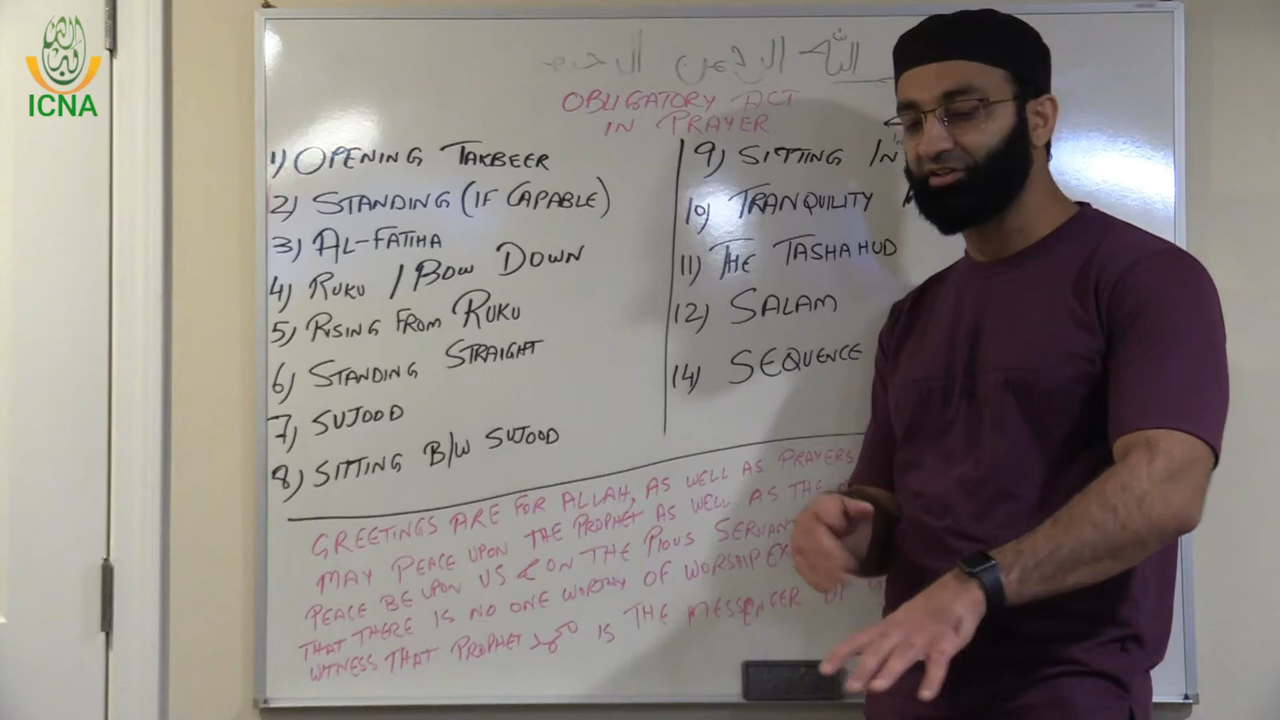 ICNA
الله الرحمن الرحيم
OBLIGATORY ACT
IN PRAYER
1) OPENING TAKBEER
2) STANDING (IF CAPABLE)
3) AL-FATIHA
4) RUKU / BOW DOWN
5) RISING FROM RUKU
6) STANDING STRAIGHT
7) SUJOOD
8) SITTING B/W SUJOOD
9) SITTING IN
10) TRANQUILITY
11) THE TASHAHUD
12) SALAM
14) SEQUENCE
GREETINGS ARE FOR ALLAH, AS WELL AS PRAYERS
MAY PEACE UPON THE PROPHET AS WELL AS THE
PEACE BE UPON US & ON THE PIOUS SERVANT
THAT THERE IS NO ONE WORTHY OF WORSHIP EX
WITNESS THAT PROPHET محمد IS THE MESSENGER OF